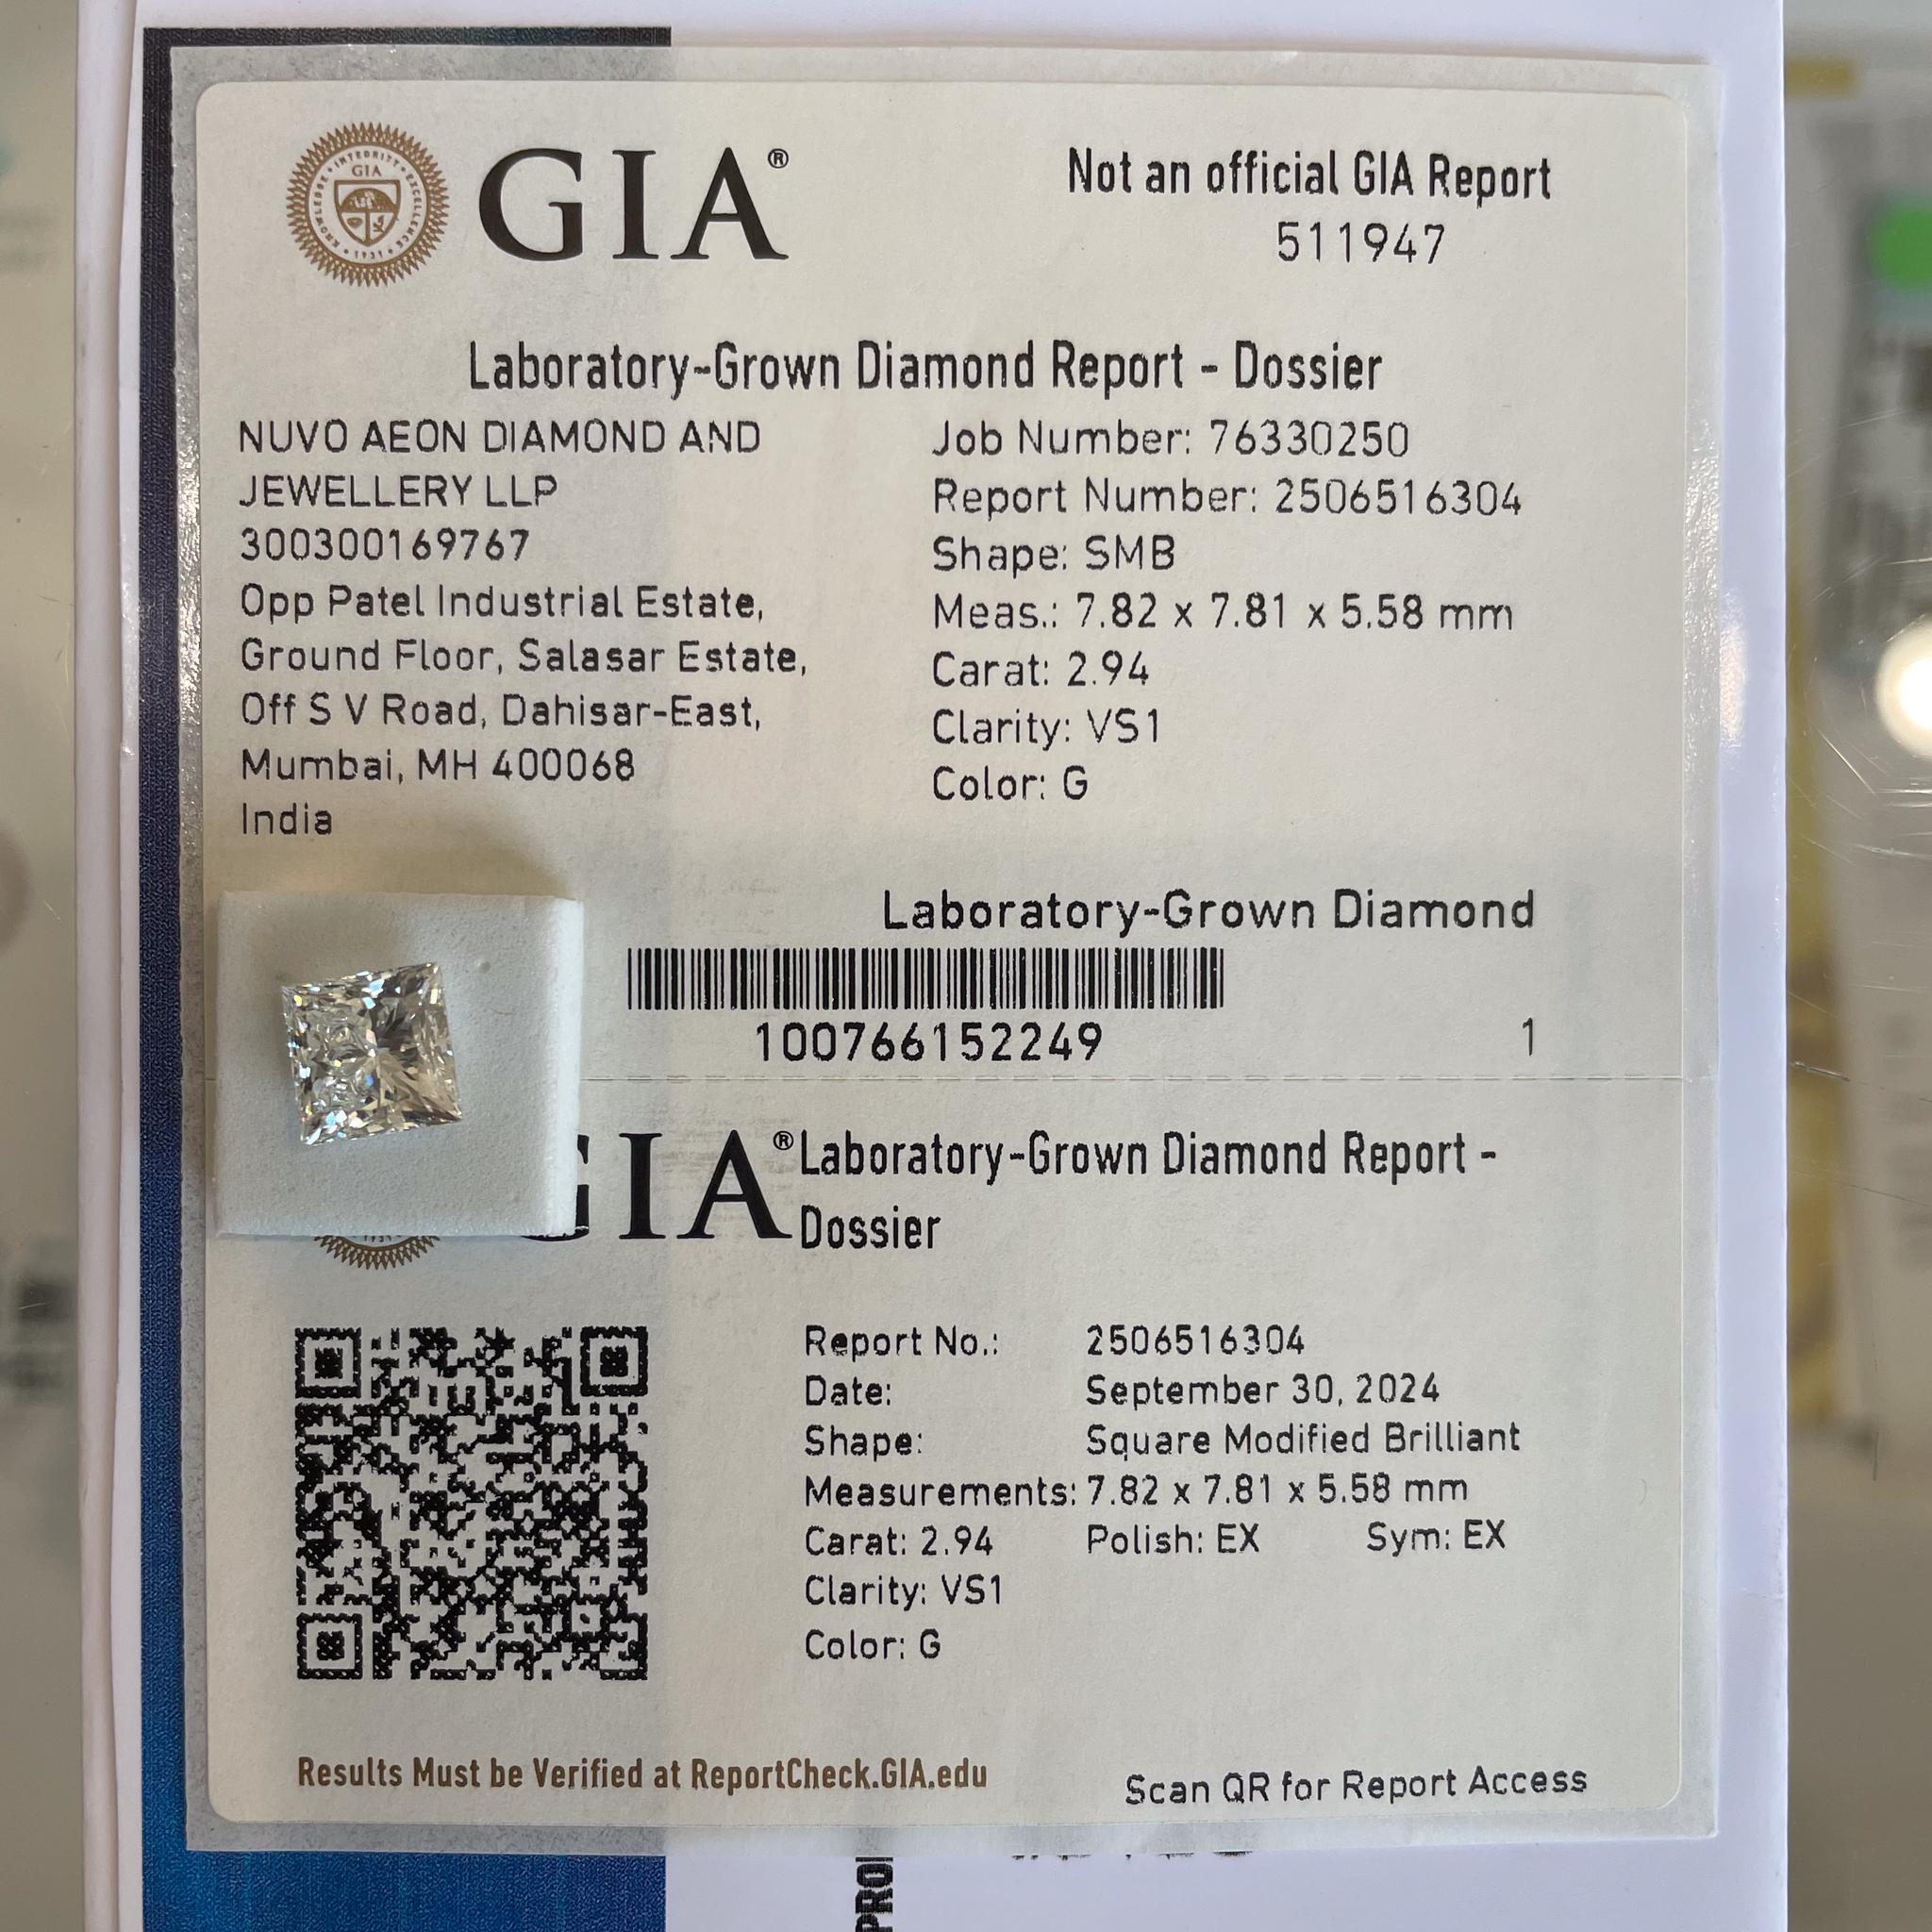 GIA®
Not an official GIA Report
511947
KNOWLEDGE • INTEGRITY • EXCELLENCE
GIA
• 1931 •
Laboratory-Grown Diamond Report - Dossier
NUVO AEON DIAMOND AND
JEWELLERY LLP
300300169767
Opp Patel Industrial Estate,
Ground Floor, Salasar Estate,
Off S V Road, Dahisar-East,
Mumbai, MH 400068
India
Job Number: 76330250
Report Number: 2506516304
Shape: SMB
Meas.: 7.82 x 7.81 x 5.58 mm
Carat: 2.94
Clarity: VS1
Color: G
Laboratory-Grown Diamond
100766152249
1
GIA®
Laboratory-Grown Diamond Report -
Dossier
Report No.: 2506516304
Date: September 30, 2024
Shape: Square Modified Brilliant
Measurements: 7.82 x 7.81 x 5.58 mm
Carat: 2.94 Polish: EX Sym: EX
Clarity: VS1
Color: G
Results Must be Verified at ReportCheck.GIA.edu
Scan QR for Report Access